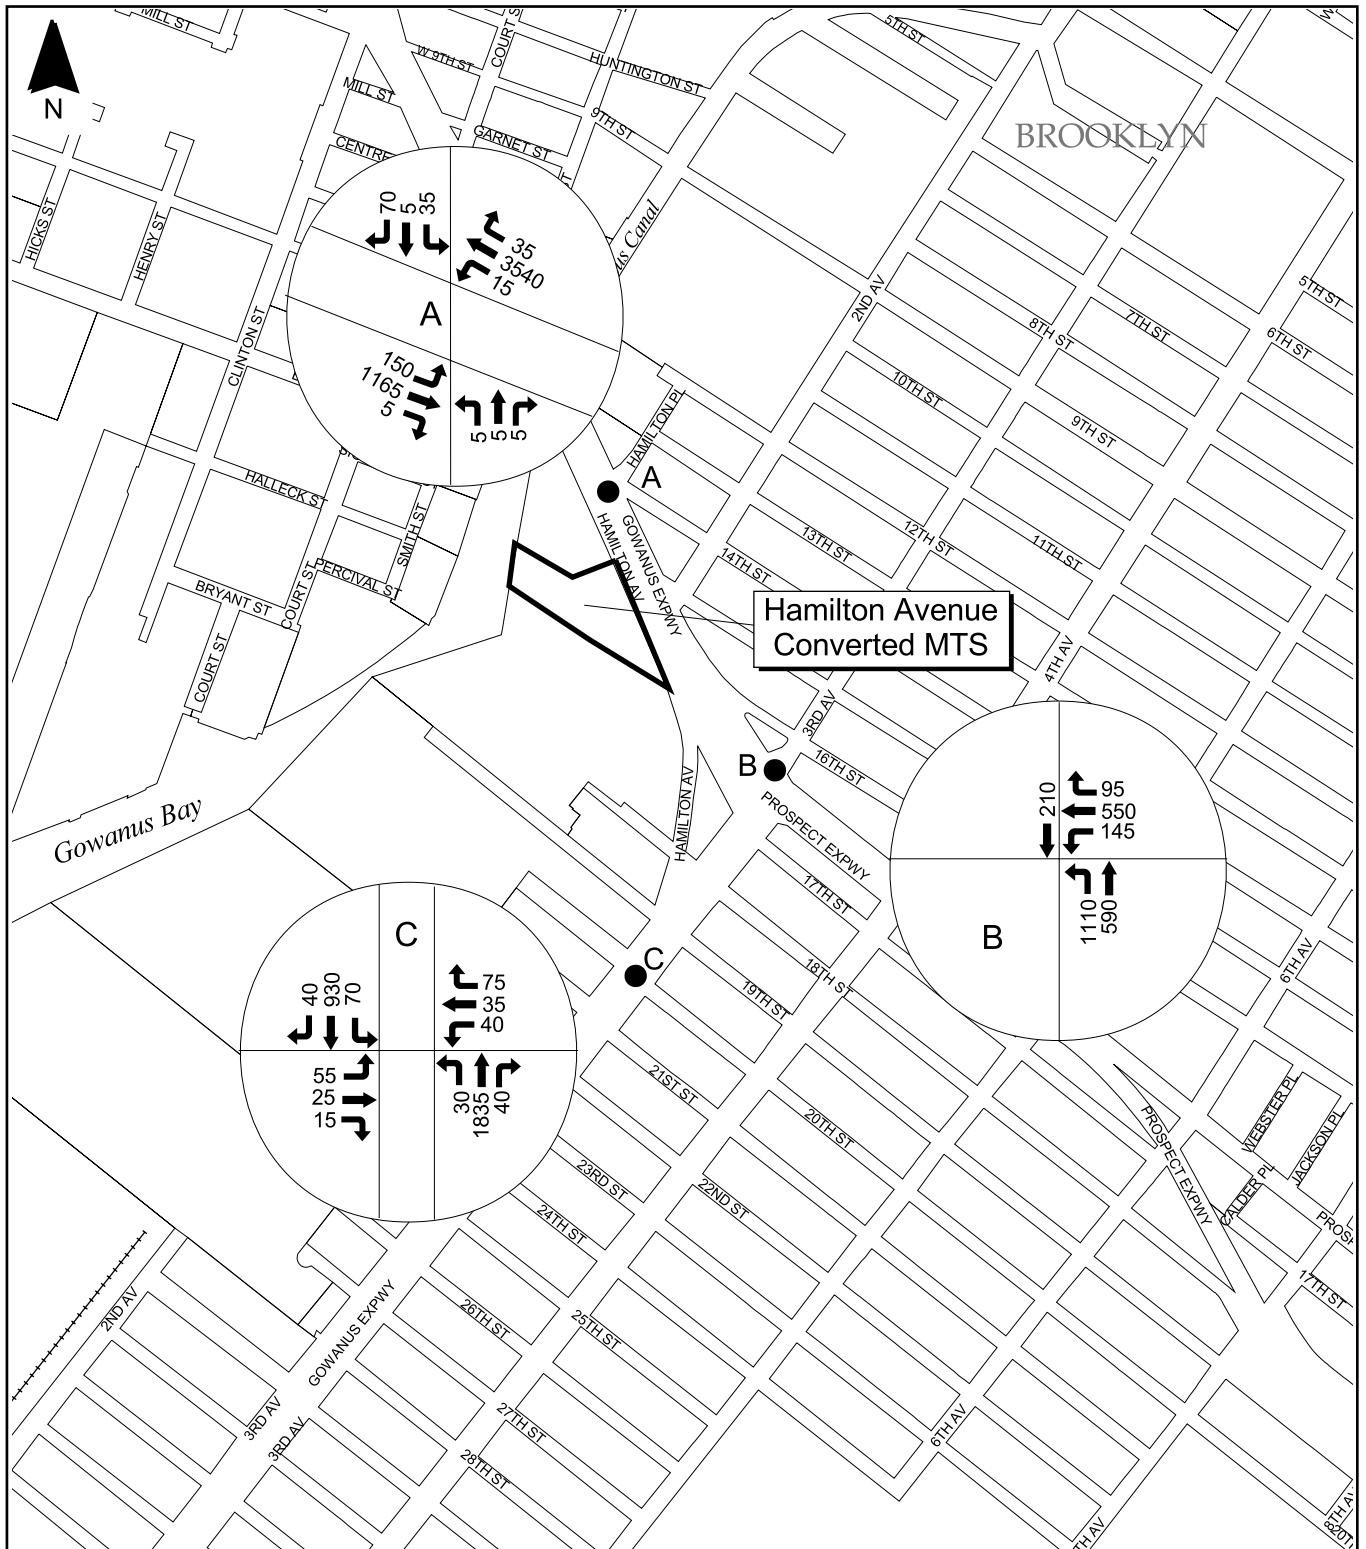 N
MILL ST
W 9TH ST
COURT S
HUNTINGTON ST
5TH ST
MILL ST
9TH ST
BROOKLYN
GARNET ST
CENTRE
HICKS ST
HENRY ST
CLINTON ST
us Canal
70
5
35
35
3540
15
A
150
1165
5
5
5
5
2ND AV
5TH ST
7TH ST
6TH ST
8TH ST
10TH ST
9TH ST
HAMILTON PL
A
HALLECK ST
SMITH ST
HAMILTON AV
GOWANUS EXPWY
12TH ST
13TH ST
11TH ST
14TH ST
PERCIVAL ST
BRYANT ST
COURT ST
COURT ST
Hamilton Avenue
Converted MTS
4TH AV
3RD AV
B
16TH ST
HAMILTON AV
PROSPECT EXPWY
Gowanus Bay
210
95
550
145
1110
590
B
17TH ST
C
C
18TH ST
19TH ST
6TH AV
40
930
70
75
35
40
55
25
15
30
1835
40
21ST ST
20TH ST
WEBSTER PL
JACKSON PL
CALDER PL
PROSPECT EXPWY
PROSP
23RD ST
22ND ST
24TH ST
17TH ST
2ND AV
GOWANUS EXPWY
26TH ST
25TH ST
3RD AV
3RD AV
27TH ST
28TH ST
6TH AV
TH AV
8TH AV
20T